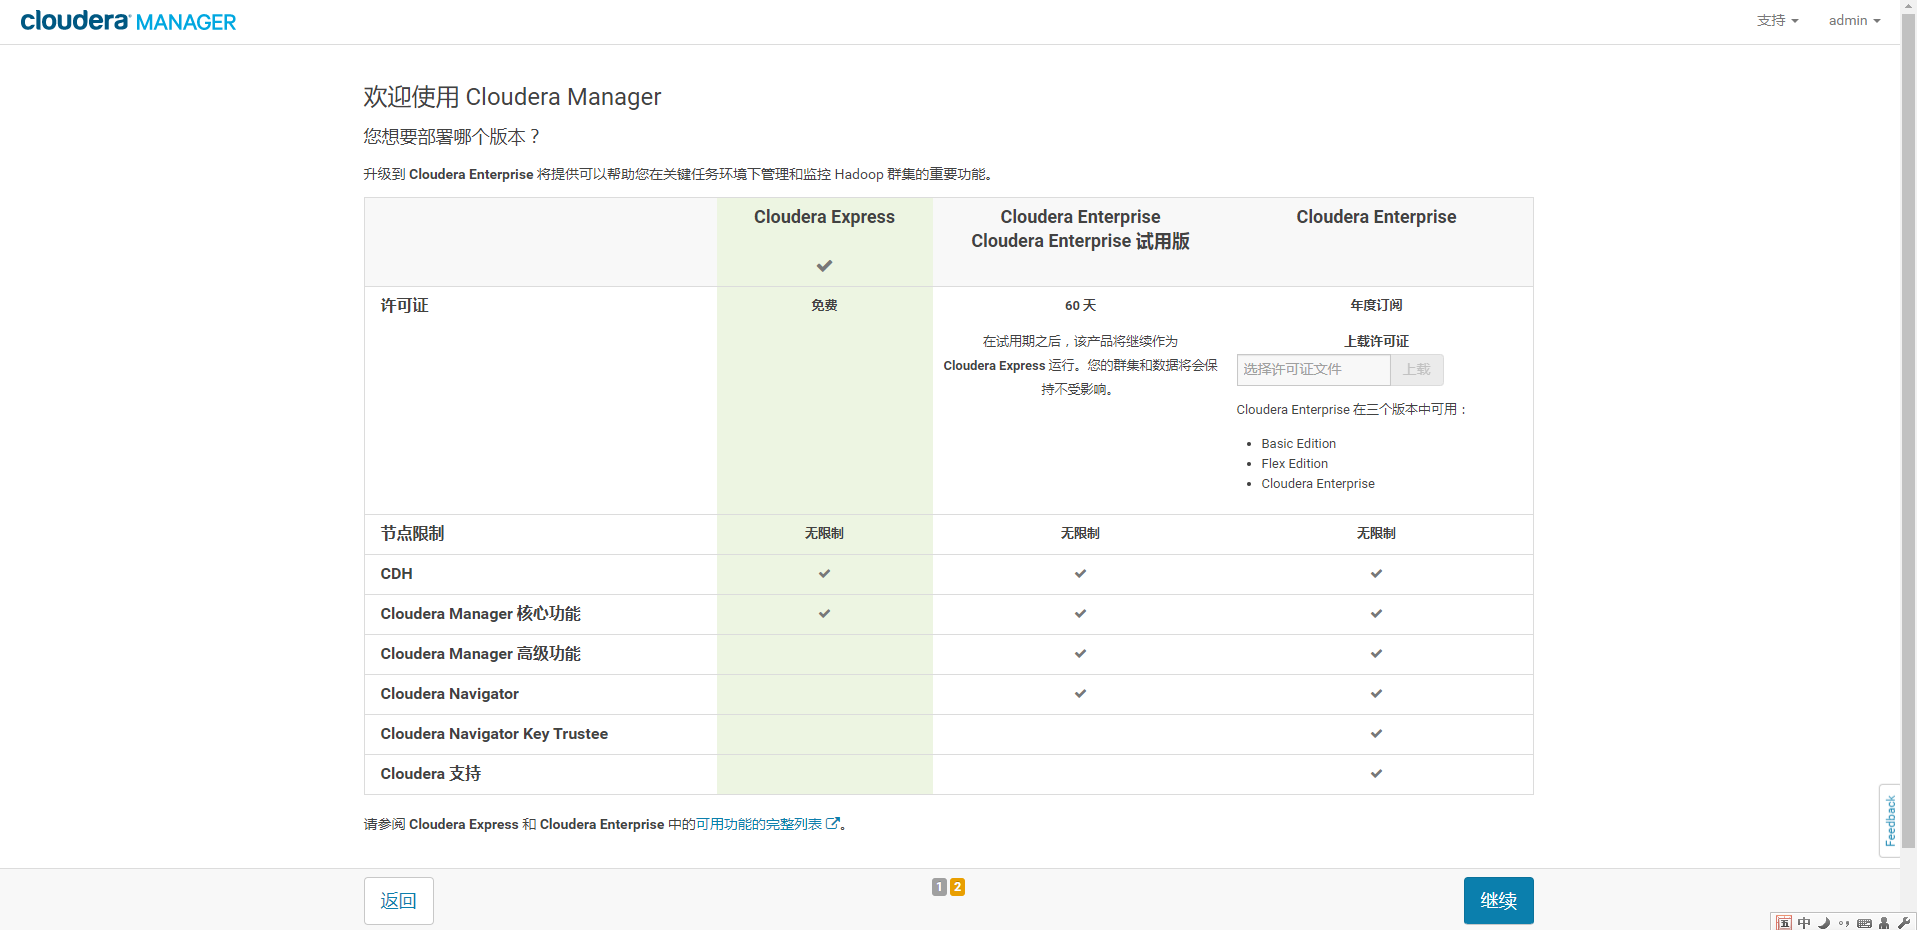 cloudera MANAGER
支持
admin
欢迎使用 Cloudera Manager
您想要部署哪个版本？
升级到 Cloudera Enterprise 将提供可以帮助您在关键任务环境下管理和监控 Hadoop 群集的重要功能。
Cloudera Express
Cloudera Enterprise
Cloudera Enterprise 试用版
Cloudera Enterprise
许可证
免费
60 天
在试用期之后，该产品将继续作为
Cloudera Express 运行。您的群集和数据将会保
持不受影响。
年度订阅
上载许可证
选择许可证文件
上载
Cloudera Enterprise 在三个版本中可用：
Basic Edition
Flex Edition
Cloudera Enterprise
节点限制
无限制
无限制
无限制
CDH
Cloudera Manager 核心功能
Cloudera Manager 高级功能
Cloudera Navigator
Cloudera Navigator Key Trustee
Cloudera 支持
请参阅 Cloudera Express 和 Cloudera Enterprise 中的可用功能的完整列表。
Feedback
返回
1 2
继续
五 中